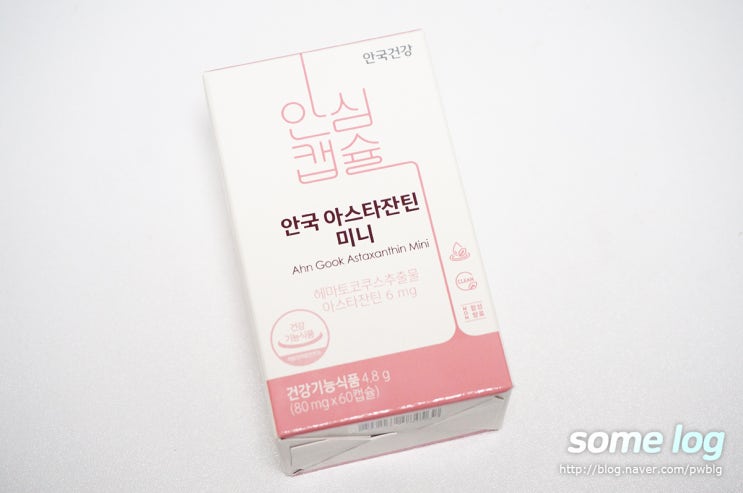 안국건강
안심
캡슐
안국 아스타잔틴
미니
Ahn Gook Astaxanthin Mini
헤마토코쿠스추출물
아스타잔틴 6 mg
CLEAN
건강
기능식품
건강기능식품 4.8 g
(80 mg x 60캡슐)
some log
http://blog.naver.com/pwblg